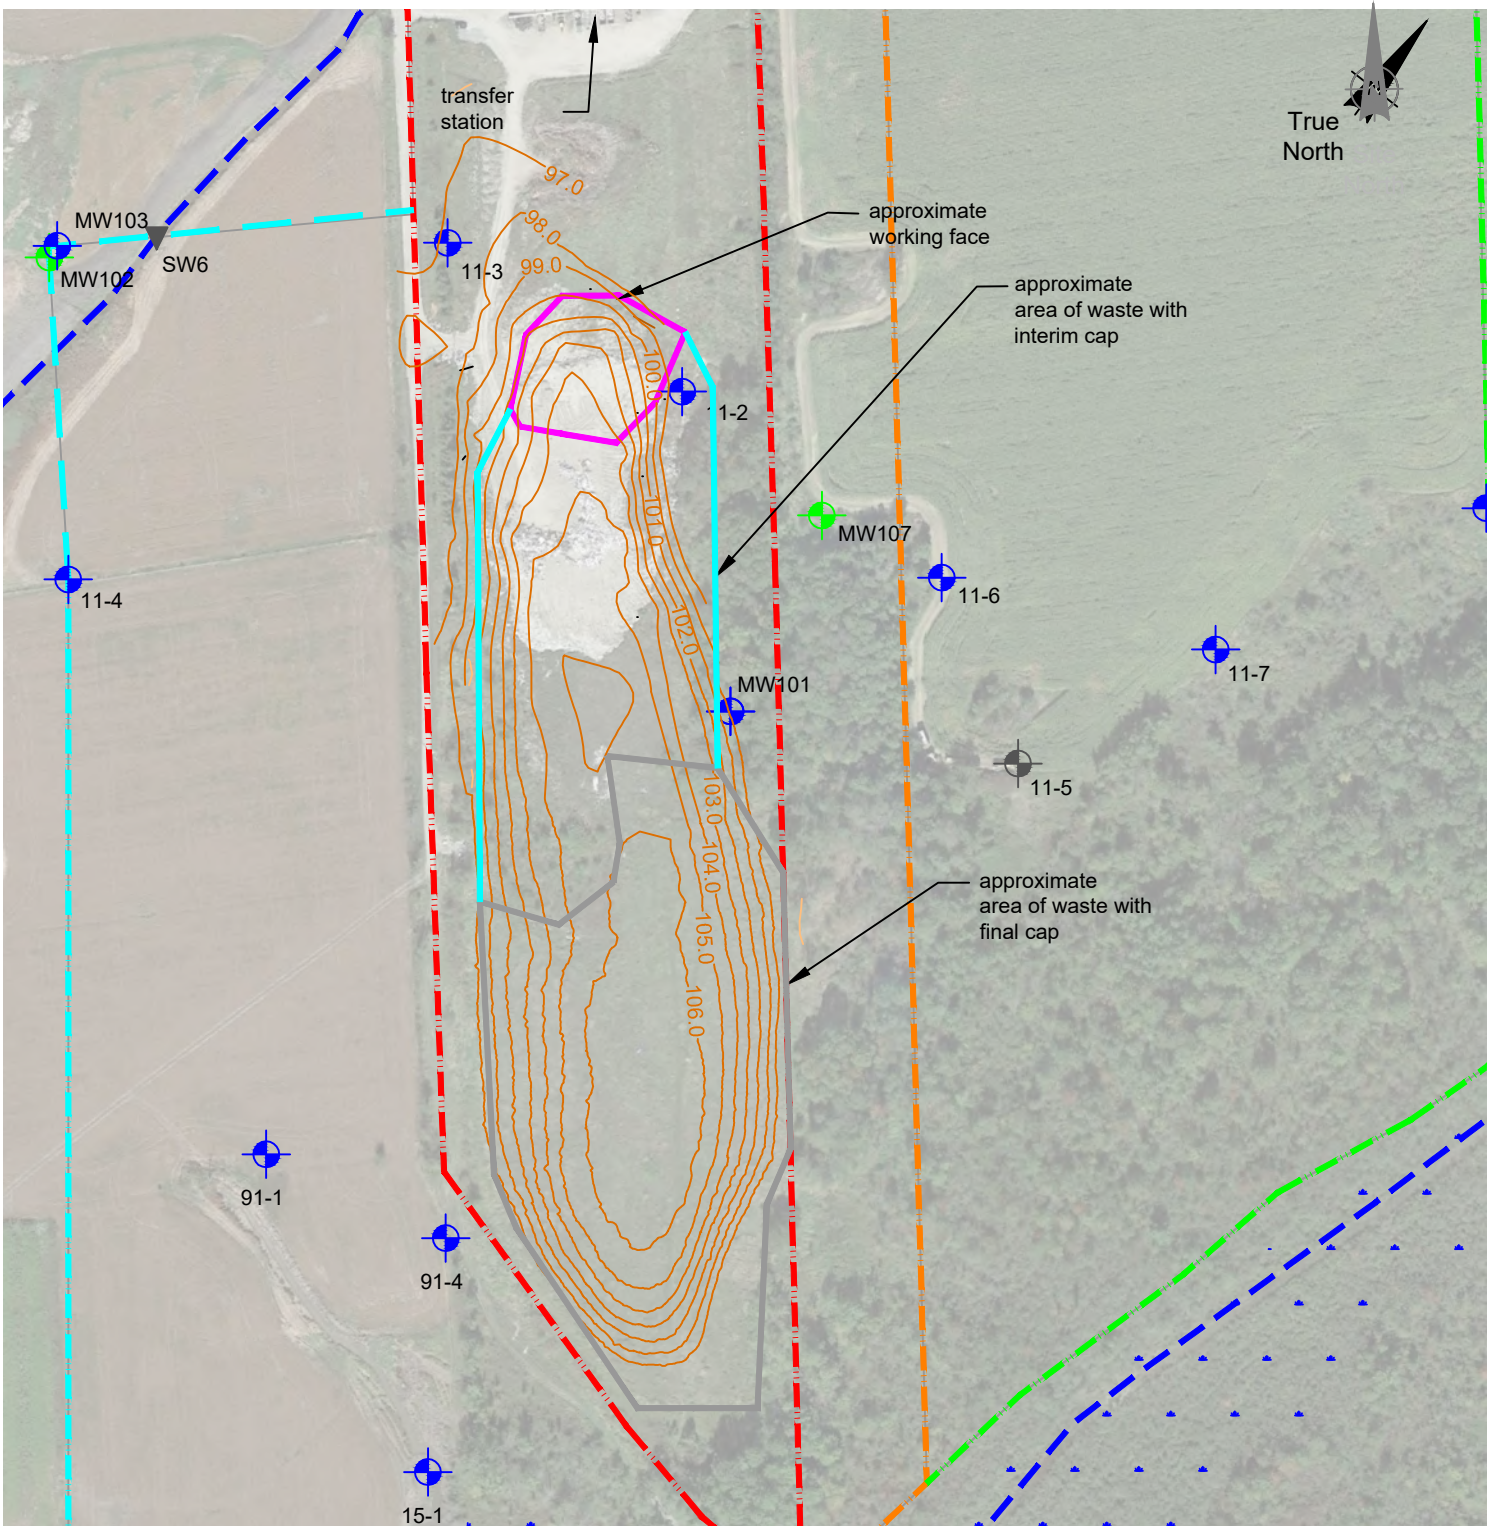 transfer
station
True
North
97.0
approximate
working face
98.0
MW103
SW6
MW102
11-3
99.0
approximate
area of waste with
interim cap
100.0
11-2
101.0
MW107
11-4
11-6
102.0
11-7
MW101
103.0
11-5
104.0
approximate
area of waste with
final cap
105.0
106.0
91-1
91-4
15-1